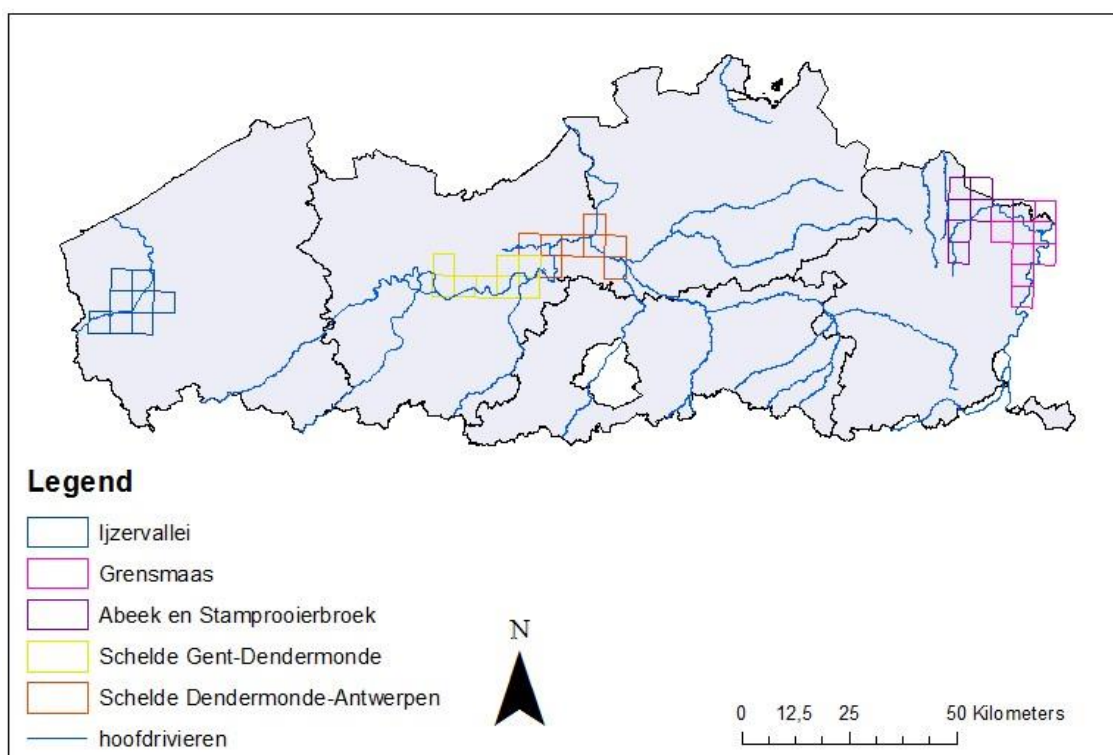 Legend
Ijzervallei
Grensmaas
Abeek en Stamprooierbroek
Schelde Gent-Dendermonde
Schelde Dendermonde-Antwerpen
hoofdrivieren
N
0 12,5 25 50 Kilometers